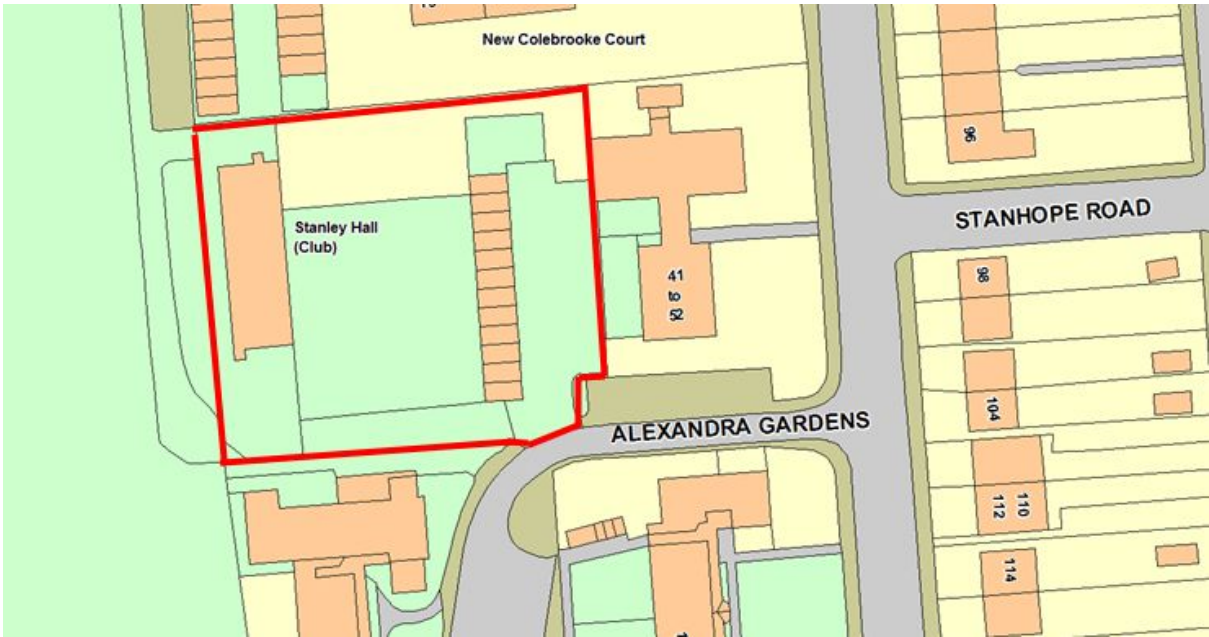 New Colebrooke Court
96
STANHOPE ROAD
Stanley Hall
(Club)
41
to
52
98
104
ALEXANDRA GARDENS
110
112
114